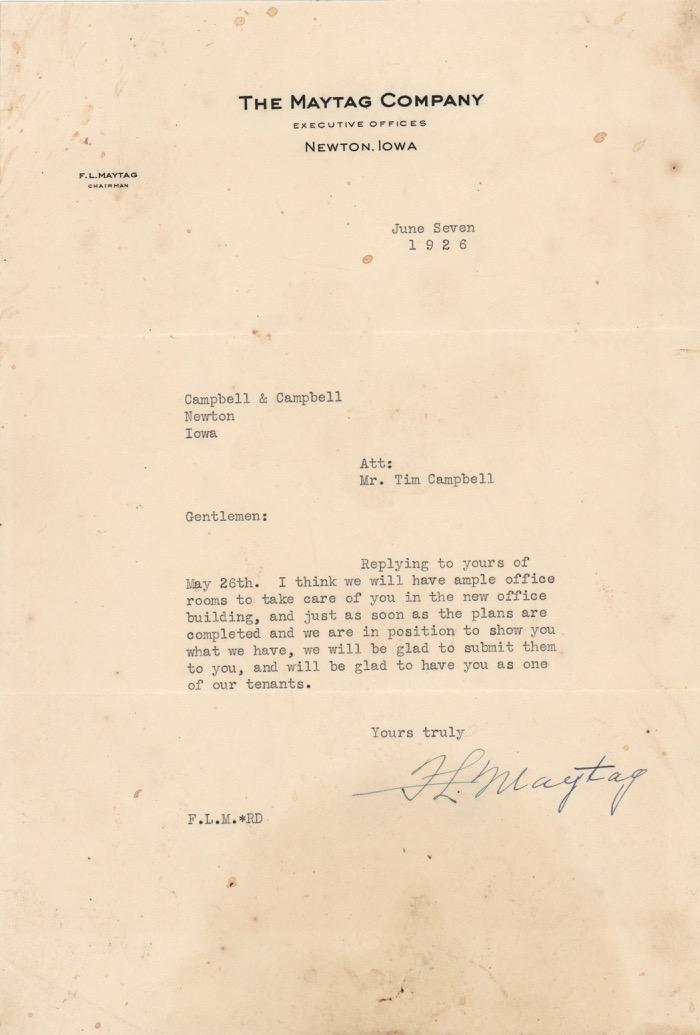 THE MAYTAG COMPANY
EXECUTIVE OFFICES
NEWTON, IOWA
F. L. MAYTAG
CHAIRMAN
June Seven
1 9 2 6
Campbell & Campbell
Newton
Iowa
Att:
Mr. Tim Campbell
Gentlemen:
Replying to yours of
May 26th. I think we will have ample office
rooms to take care of you in the new office
building, and just as soon as the plans are
completed and we are in position to show you
what we have, we will be glad to submit them
to you, and will be glad to have you as one
of our tenants.
Yours truly
F.L. Maytag
F.L.M.*RD